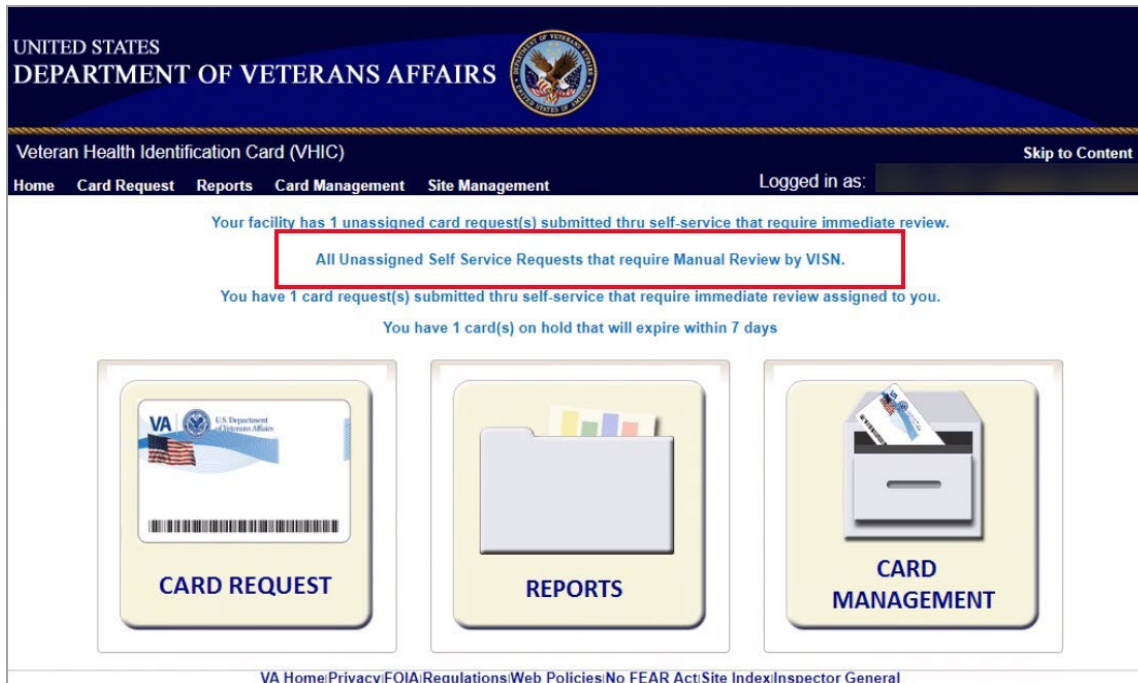 UNITED STATES
DEPARTMENT OF VETERANS AFFAIRS
Veteran Health Identification Card (VHIC)
Skip to Content
Home Card Request Reports Card Management Site Management
Logged in as:
Your facility has 1 unassigned card request(s) submitted thru self-service that require immediate review.
All Unassigned Self Service Requests that require Manual Review by VISN.
You have 1 card request(s) submitted thru self-service that require immediate review assigned to you.
You have 1 card(s) on hold that will expire within 7 days
VA
U.S. Department
of Veterans Affairs
CARD REQUEST
REPORTS
CARD
MANAGEMENT
VA Home|Privacy|FOIA|Regulations|Web Policies|No FEAR Act|Site Index|Inspector General